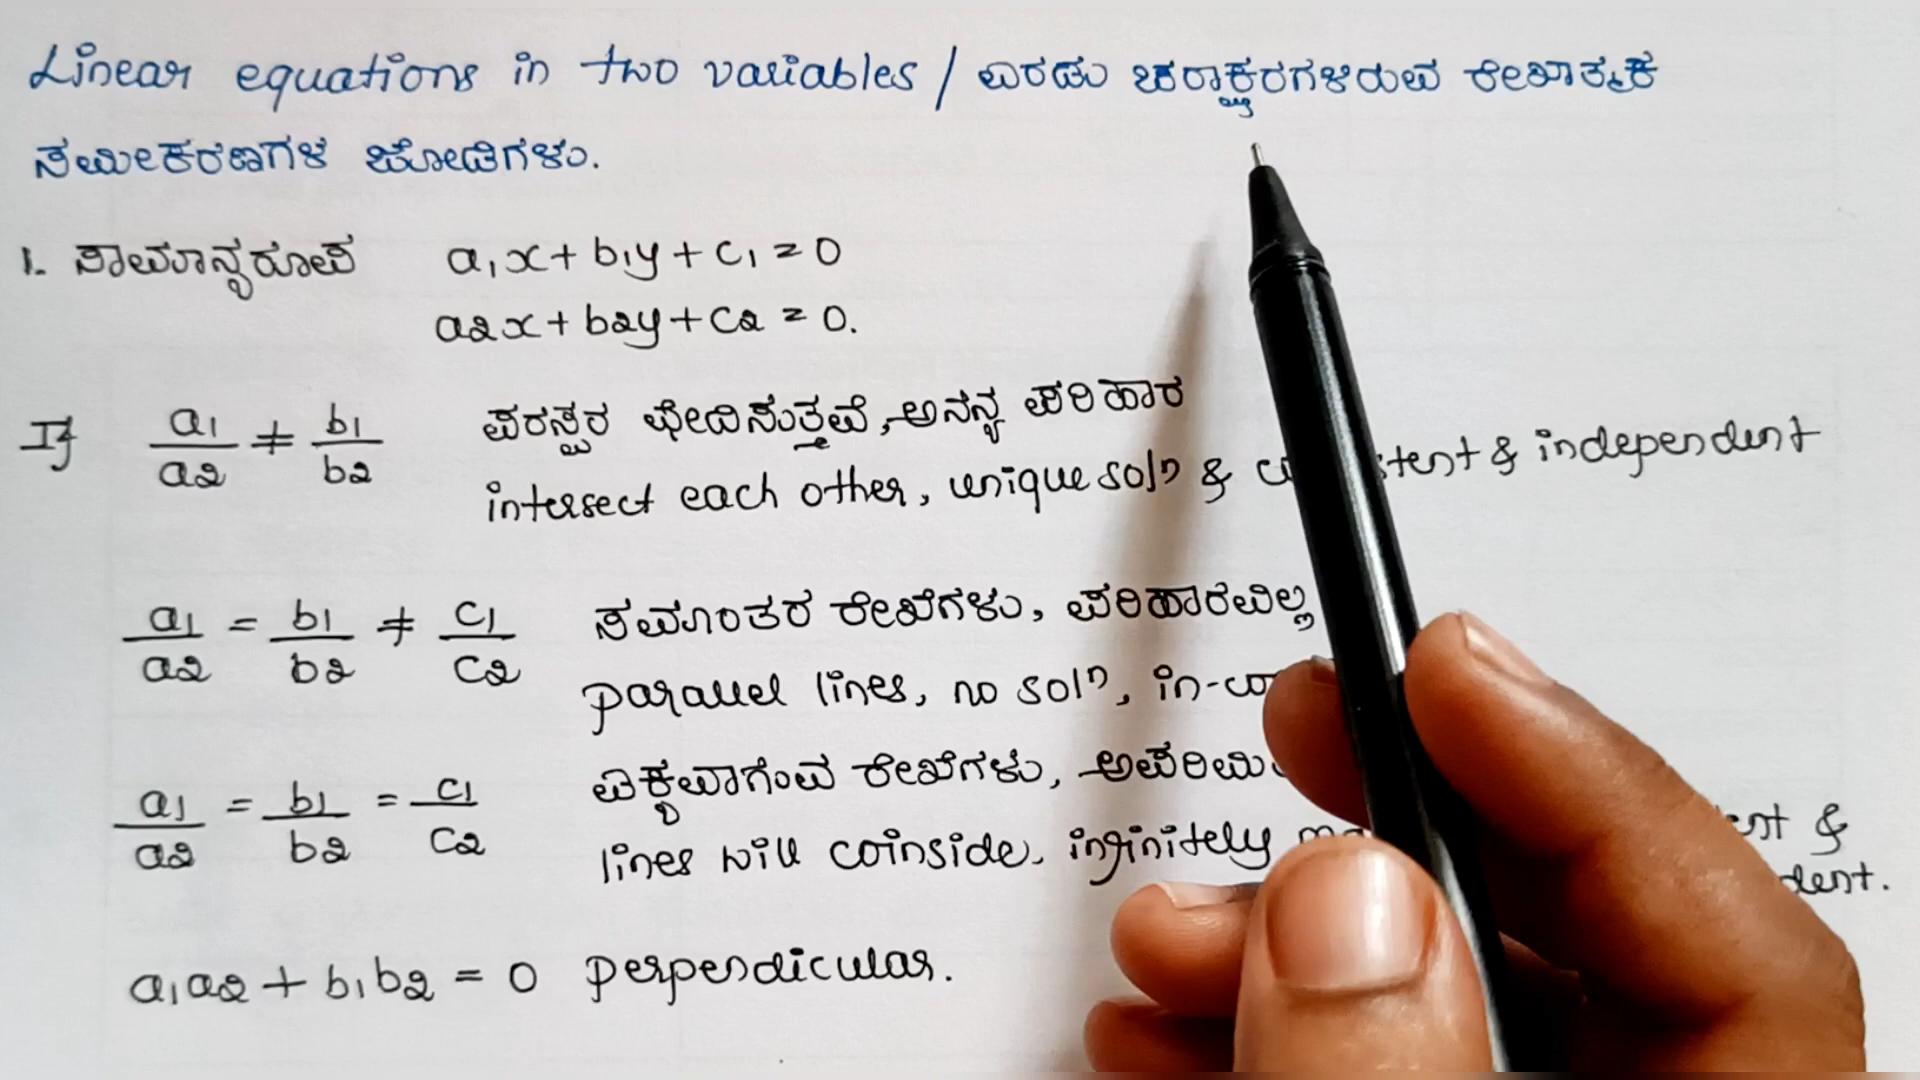 Linear equations in two variables / ಎರಡು ಚರಾಕ್ಷರಗಳಿರುವ ರೇಖಾತ್ಮಕ
ಸಮೀಕರಣಗಳ ಜೋಡಿಗಳು.
1. ಸಾಮಾನ್ಯರೂಪ a₁x + b₁y + c₁ = 0
a2x + b2y + c2 = 0.
If a1/a2 ≠ b1/b2 ಪರಸ್ಪರ ಛೇದಿಸುತ್ತವೆ, ಅನನ್ಯ ಪರಿಹಾರ
intersect each other, unique solⁿ & & independent
a1/a2 = b1/b2 ≠ c1/c2 ಸಮಾಂತರ ರೇಖೆಗಳು, ಪರಿಹಾರವಿಲ್ಲ
parallel lines, no solⁿ,
a1/a2 = b1/b2 = c1/c2 ಐಕ್ಯವಾಗುವ ರೇಖೆಗಳು,
lines will coinside, infinitely &
a₁a2 + b₁b2 = 0 perpendicular.